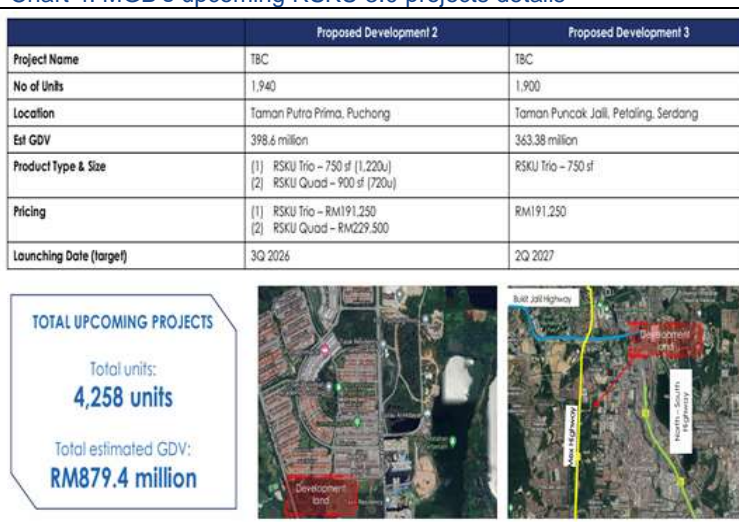 Proposed Development 2 Proposed Development 3
Project Name TBC TBC
No of Units 1,940 1,900
Location Taman Putra Prima, Puchong Taman Puncak Jalil, Petaling, Serdang
Est GDV 398.6 million 363.38 million
Product Type & Size (1) RSKU Trio – 750 sf (1,220u) RSKU Trio – 750 sf
(2) RSKU Quad – 900 sf (720u)
Pricing (1) RSKU Trio – RM191,250 RM191,250
(2) RSKU Quad – RM229,500
Launching Date (target) 3Q 2026 2Q 2027
TOTAL UPCOMING PROJECTS
Total units:
4,258 units
Total estimated GDV:
RM879.4 million
Development
land
Bukit Jalil Highway
Development
land
Mex Highway
North – South
Highway